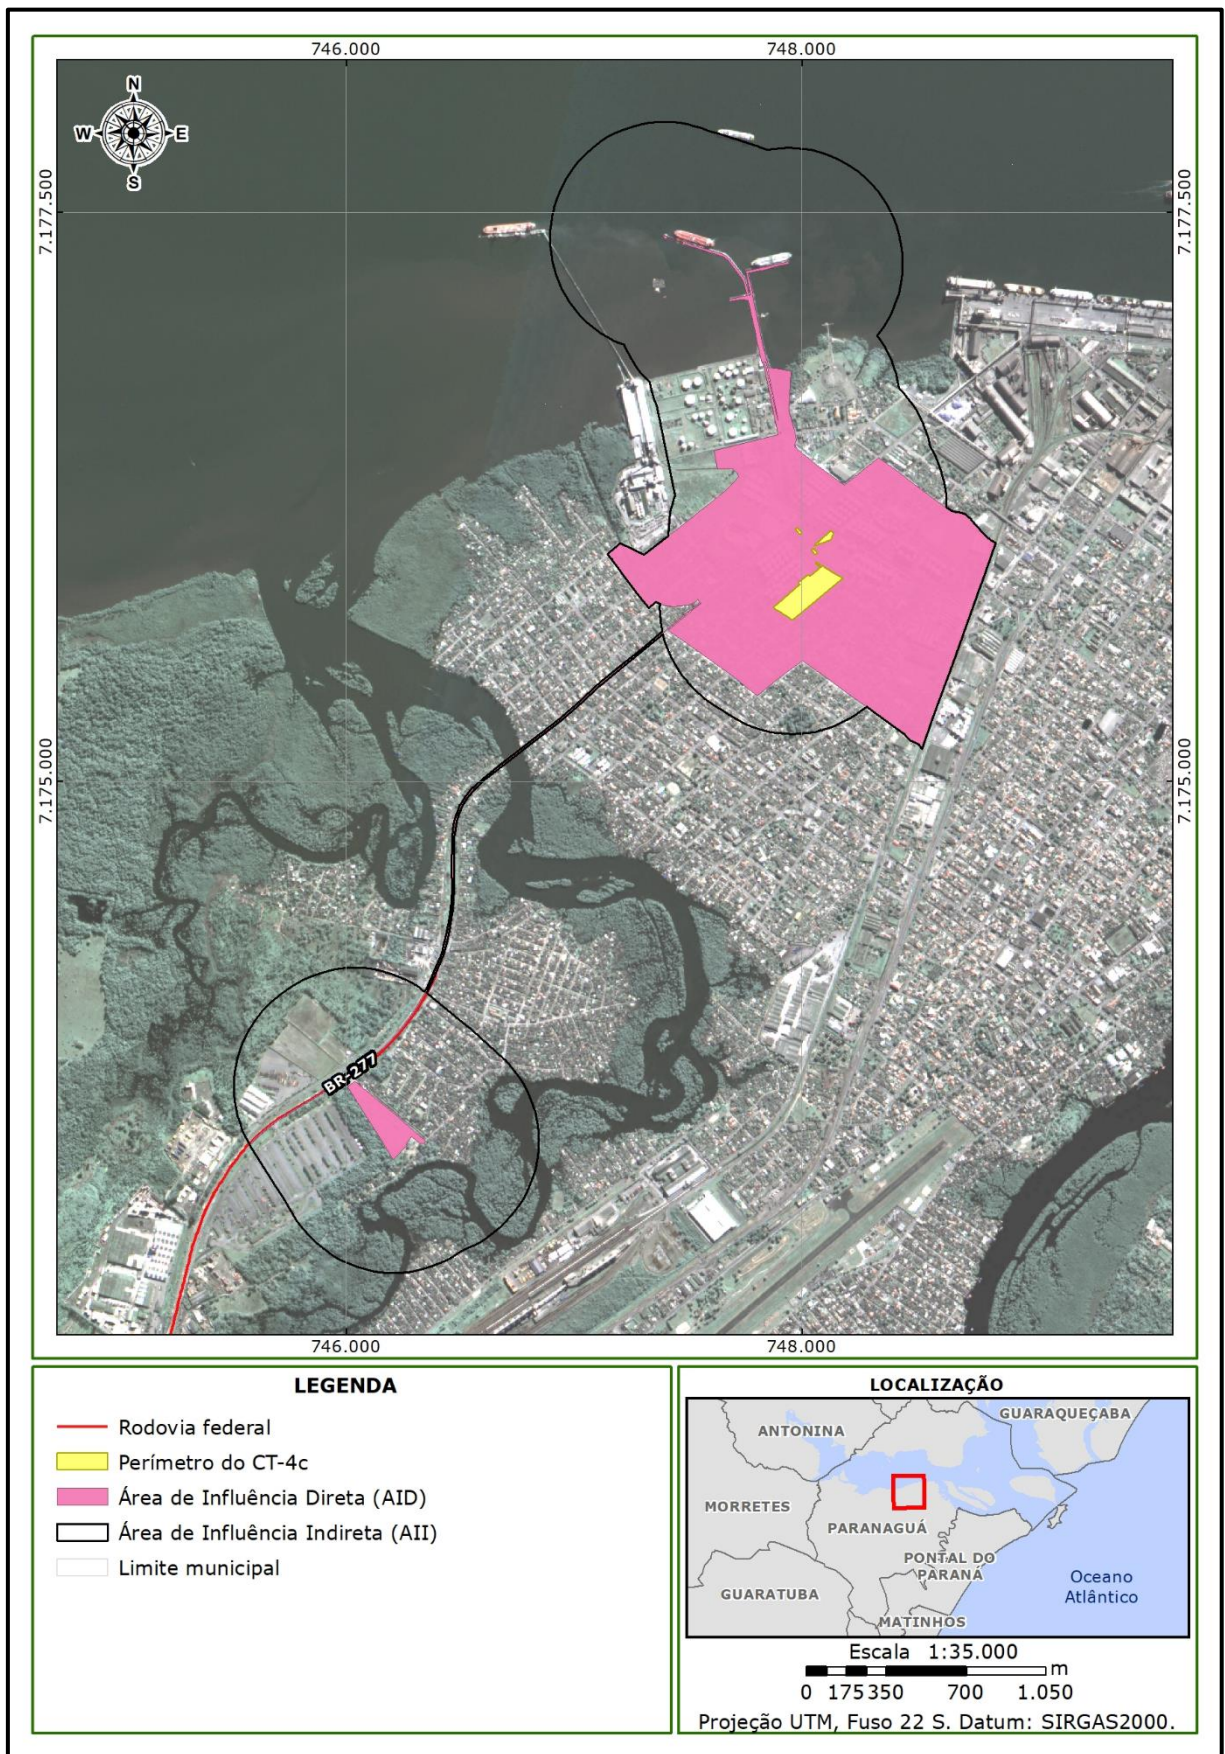 746.000 748.000
N
W E
S
7.177.500 7.177.500
7.175.000 7.175.000
BR-277
746.000 748.000
LEGENDA
Rodovia federal
Perímetro do CT-4c
Área de Influência Direta (AID)
Área de Influência Indireta (AII)
Limite municipal
LOCALIZAÇÃO
GUARAQUEÇABA
ANTONINA
MORRETES
PARANAGUÁ
PONTAL DO
PARANÁ
GUARATUBA
MATINHOS
Oceano
Atlântico
Escala 1:35.000
m
0 175 350 700 1.050
Projeção UTM, Fuso 22 S. Datum: SIRGAS2000.